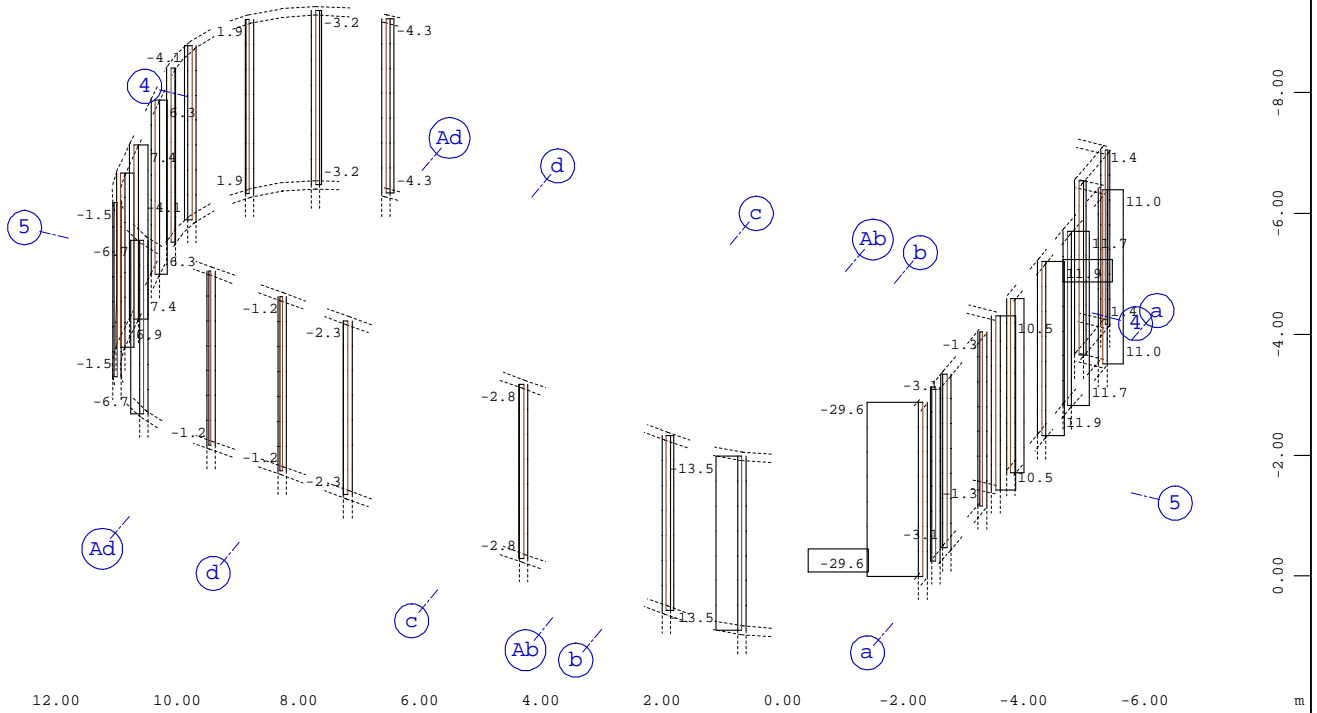 1.9 -3.2 -4.3
-4.1
4 6.3
-8.00
Ad
d
7.4
1.4
1.9 -3.2 -4.3
11.0
-1.5 -4.1
-6.00
c
5
Ab
b
11.7
-6.7 6.3
11.9
7.4 -1.2
1.4 a
4
6.9 -2.3 10.5
-4.00
-1.3
11.0
-1.5
-3.1
-2.8
11.7
-6.7 -29.6
11.9
-1.2
-2.00
-1.2 -13.5
10.5
-2.3
-1.3
5
Ad -3.1
-2.8
-29.6
d
0.00
c -13.5
Ab
b
a
12.00 10.00 8.00 6.00 4.00 2.00 0.00 -2.00 -4.00 -6.00 m